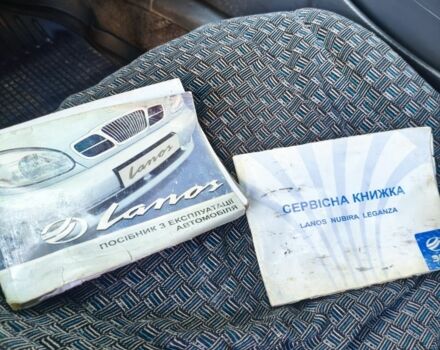 Lanos
Lanos
ПОСІБНИК З ЕКСПЛУАТАЦІЇ
АВТОМОБІЛЯ
СЕРВІСНА КНИЖКА
LANOS NUBIRA LEGANZA